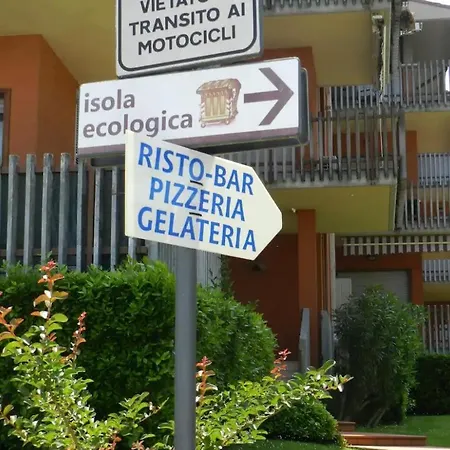 VIETATO
TRANSITO AI
MOTOCICLI
isola
ecologica
RISTO-BAR
PIZZERIA
GELATERIA